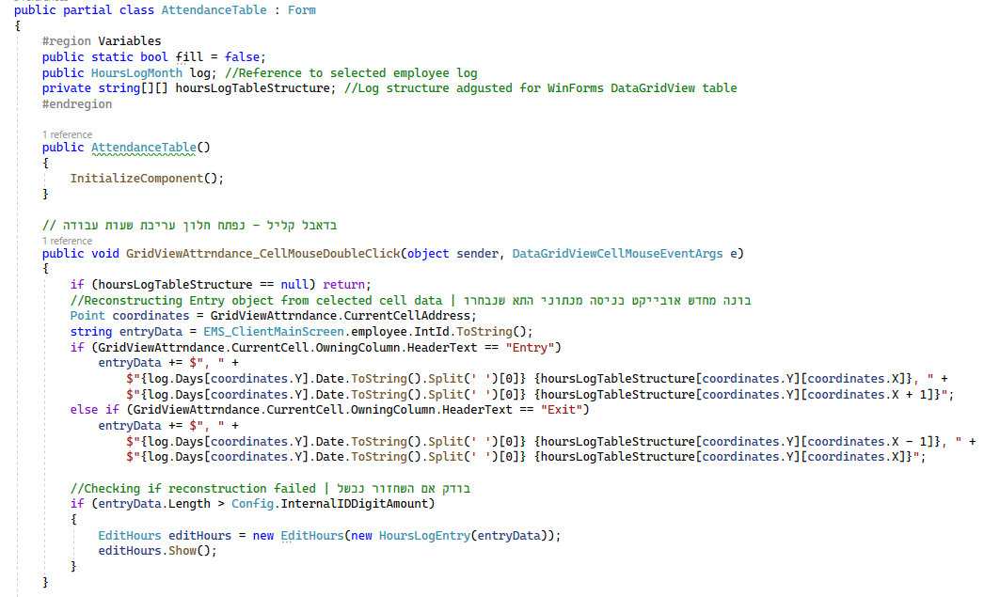 public partial class AttendanceTable : Form
{
#region Variables
public static bool fill = false;
public HoursLogMonth log; //Reference to selected employee log
private string[][] hoursLogTableStructure; //Log structure adgusted for WinForms DataGridView table
#endregion
1 reference
public AttendanceTable()
{
InitializeComponent();
}
// בדאבל קליל - נפתח חלון עריכת שעות עבודה
1 reference
public void GridViewAttrndance_CellMouseDoubleClick(object sender, DataGridViewCellMouseEventArgs e)
{
if (hoursLogTableStructure == null) return;
//Reconstructing Entry object from celected cell data | בונה מחדש אובייקט כניסה מנתוני התא שנבחרו
Point coordinates = GridViewAttrndance.CurrentCellAddress;
string entryData = EMS_ClientMainScreen.employee.IntId.ToString();
if (GridViewAttrndance.CurrentCell.OwningColumn.HeaderText == "Entry")
entryData += $", " +
$"{log.Days[coordinates.Y].Date.ToString().Split(' ')[0]} {hoursLogTableStructure[coordinates.Y][coordinates.X]}, " +
$"{log.Days[coordinates.Y].Date.ToString().Split(' ')[0]} {hoursLogTableStructure[coordinates.Y][coordinates.X + 1]}";
else if (GridViewAttrndance.CurrentCell.OwningColumn.HeaderText == "Exit")
entryData += $", " +
$"{log.Days[coordinates.Y].Date.ToString().Split(' ')[0]} {hoursLogTableStructure[coordinates.Y][coordinates.X - 1]}, " +
$"{log.Days[coordinates.Y].Date.ToString().Split(' ')[0]} {hoursLogTableStructure[coordinates.Y][coordinates.X]}";
//Checking if reconstruction failed | בודק אם השחזור נכשל
if (entryData.Length > Config.InternalIDDigitAmount)
{
EditHours editHours = new EditHours(new HoursLogEntry(entryData));
editHours.Show();
}
}